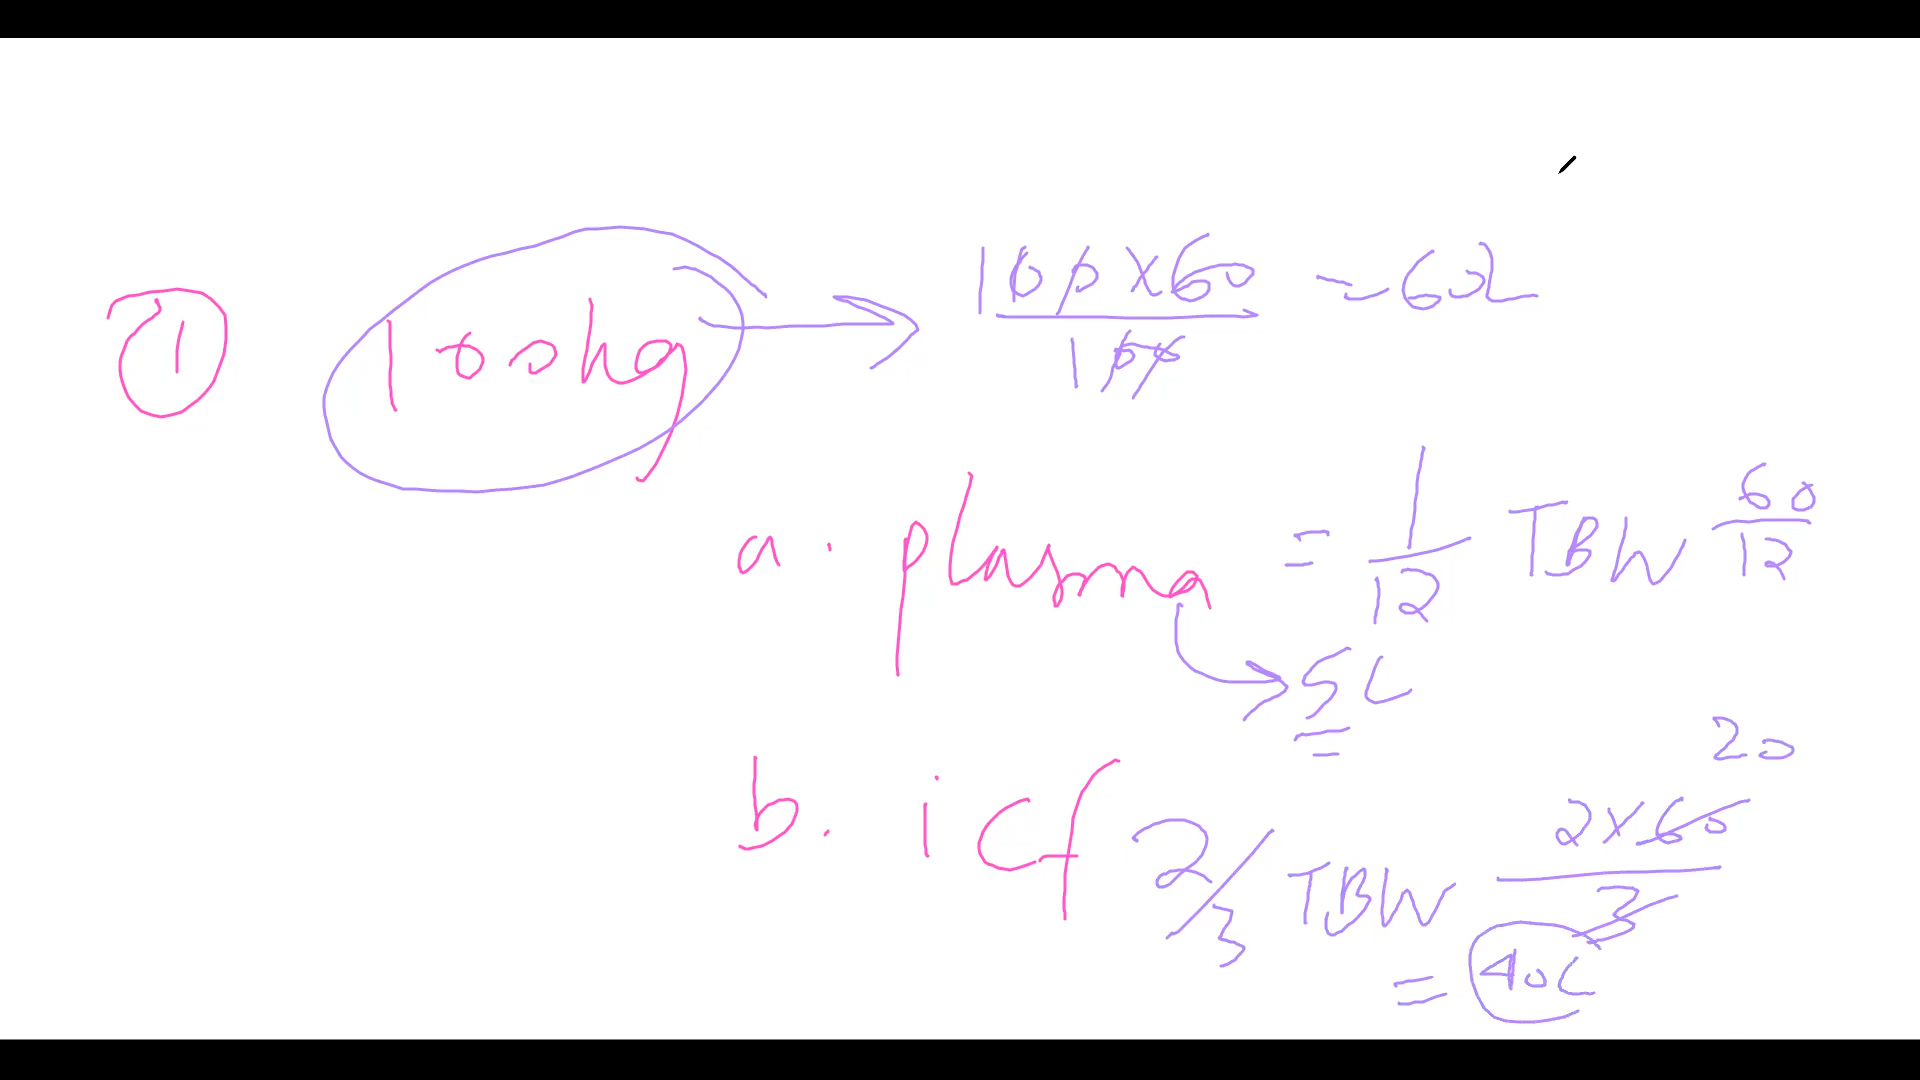 ① 100kg → 100 x 60 / 100 = 60L
a. plasma = 1/12 TBW 60/12
→ 5L
b. icf 2/3 TBW 2 x 60 / 3 20
= 40L